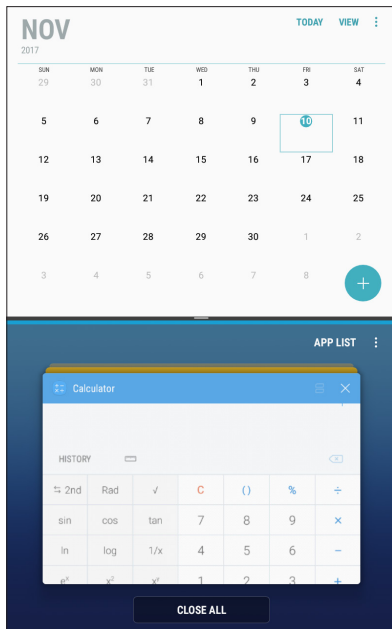 NOV
TODAY VIEW
2017
SUN MON TUE WED THU FRI SAT
29 30 31 1 2 3 4
5 6 7 8 9 10 11
12 13 14 15 16 17 18
19 20 21 22 23 24 25
26 27 28 29 30 1 2
3 4 5 6 7 8
+
APP LIST
Calculator
HISTORY
⇆ 2nd Rad √ C () % ÷
sin cos tan 7 8 9 ×
ln log 1/x 4 5 6 −
eˣ x² xʸ 1 2 3 +
CLOSE ALL